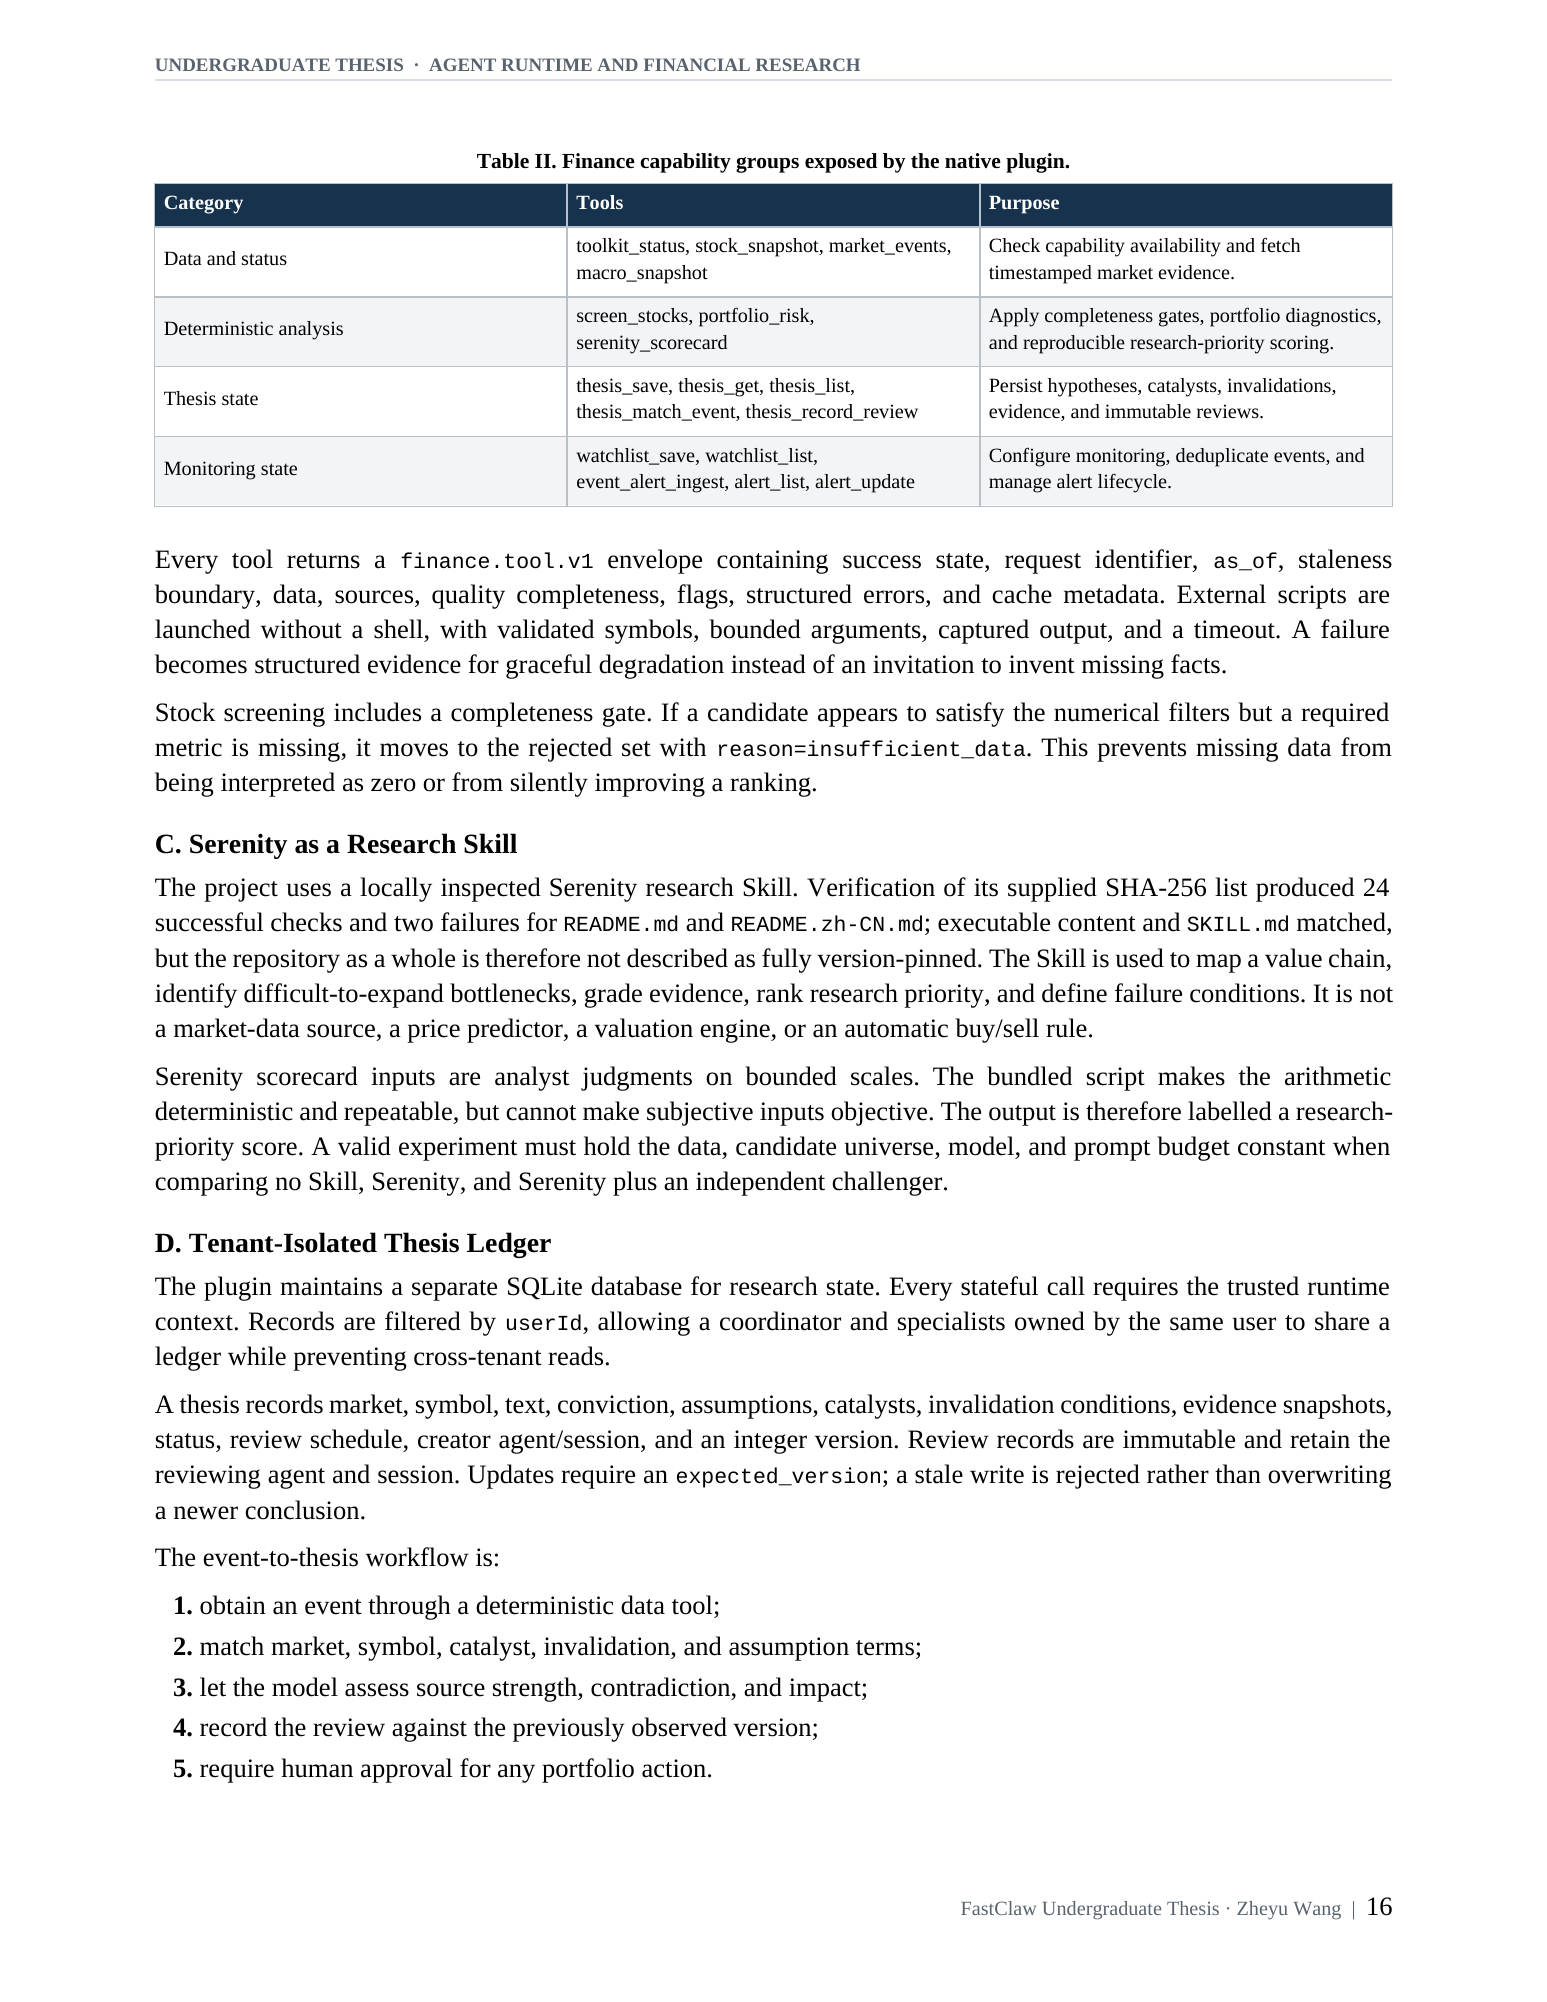 UNDERGRADUATE THESIS · AGENT RUNTIME AND FINANCIAL RESEARCH
Table II. Finance capability groups exposed by the native plugin.
Category Tools Purpose
Data and status
toolkit_status, stock_snapshot, market_events,
macro_snapshot
Check capability availability and fetch
timestamped market evidence.
Deterministic analysis
screen_stocks, portfolio_risk,
serenity_scorecard
Apply completeness gates, portfolio diagnostics,
and reproducible research-priority scoring.
Thesis state
thesis_save, thesis_get, thesis_list,
thesis_match_event, thesis_record_review
Persist hypotheses, catalysts, invalidations,
evidence, and immutable reviews.
Monitoring state
watchlist_save, watchlist_list,
event_alert_ingest, alert_list, alert_update
Configure monitoring, deduplicate events, and
manage alert lifecycle.
Every tool returns a finance.tool.v1 envelope containing success state, request identifier, as_of, staleness
boundary, data, sources, quality completeness, flags, structured errors, and cache metadata. External scripts are
launched without a shell, with validated symbols, bounded arguments, captured output, and a timeout. A failure
becomes structured evidence for graceful degradation instead of an invitation to invent missing facts.
Stock screening includes a completeness gate. If a candidate appears to satisfy the numerical filters but a required
metric is missing, it moves to the rejected set with reason=insufficient_data. This prevents missing data from
being interpreted as zero or from silently improving a ranking.
C. Serenity as a Research Skill
The project uses a locally inspected Serenity research Skill. Verification of its supplied SHA-256 list produced 24
successful checks and two failures for README.md and README.zh-CN.md; executable content and SKILL.md matched,
but the repository as a whole is therefore not described as fully version-pinned. The Skill is used to map a value chain,
identify difficult-to-expand bottlenecks, grade evidence, rank research priority, and define failure conditions. It is not
a market-data source, a price predictor, a valuation engine, or an automatic buy/sell rule.
Serenity scorecard inputs are analyst judgments on bounded scales. The bundled script makes the arithmetic
deterministic and repeatable, but cannot make subjective inputs objective. The output is therefore labelled a research-
priority score. A valid experiment must hold the data, candidate universe, model, and prompt budget constant when
comparing no Skill, Serenity, and Serenity plus an independent challenger.
D. Tenant-Isolated Thesis Ledger
The plugin maintains a separate SQLite database for research state. Every stateful call requires the trusted runtime
context. Records are filtered by userId, allowing a coordinator and specialists owned by the same user to share a
ledger while preventing cross-tenant reads.
A thesis records market, symbol, text, conviction, assumptions, catalysts, invalidation conditions, evidence snapshots,
status, review schedule, creator agent/session, and an integer version. Review records are immutable and retain the
reviewing agent and session. Updates require an expected_version; a stale write is rejected rather than overwriting
a newer conclusion.
The event-to-thesis workflow is:
1. obtain an event through a deterministic data tool;
2. match market, symbol, catalyst, invalidation, and assumption terms;
3. let the model assess source strength, contradiction, and impact;
4. record the review against the previously observed version;
5. require human approval for any portfolio action.
FastClaw Undergraduate Thesis · Zheyu Wang | 16